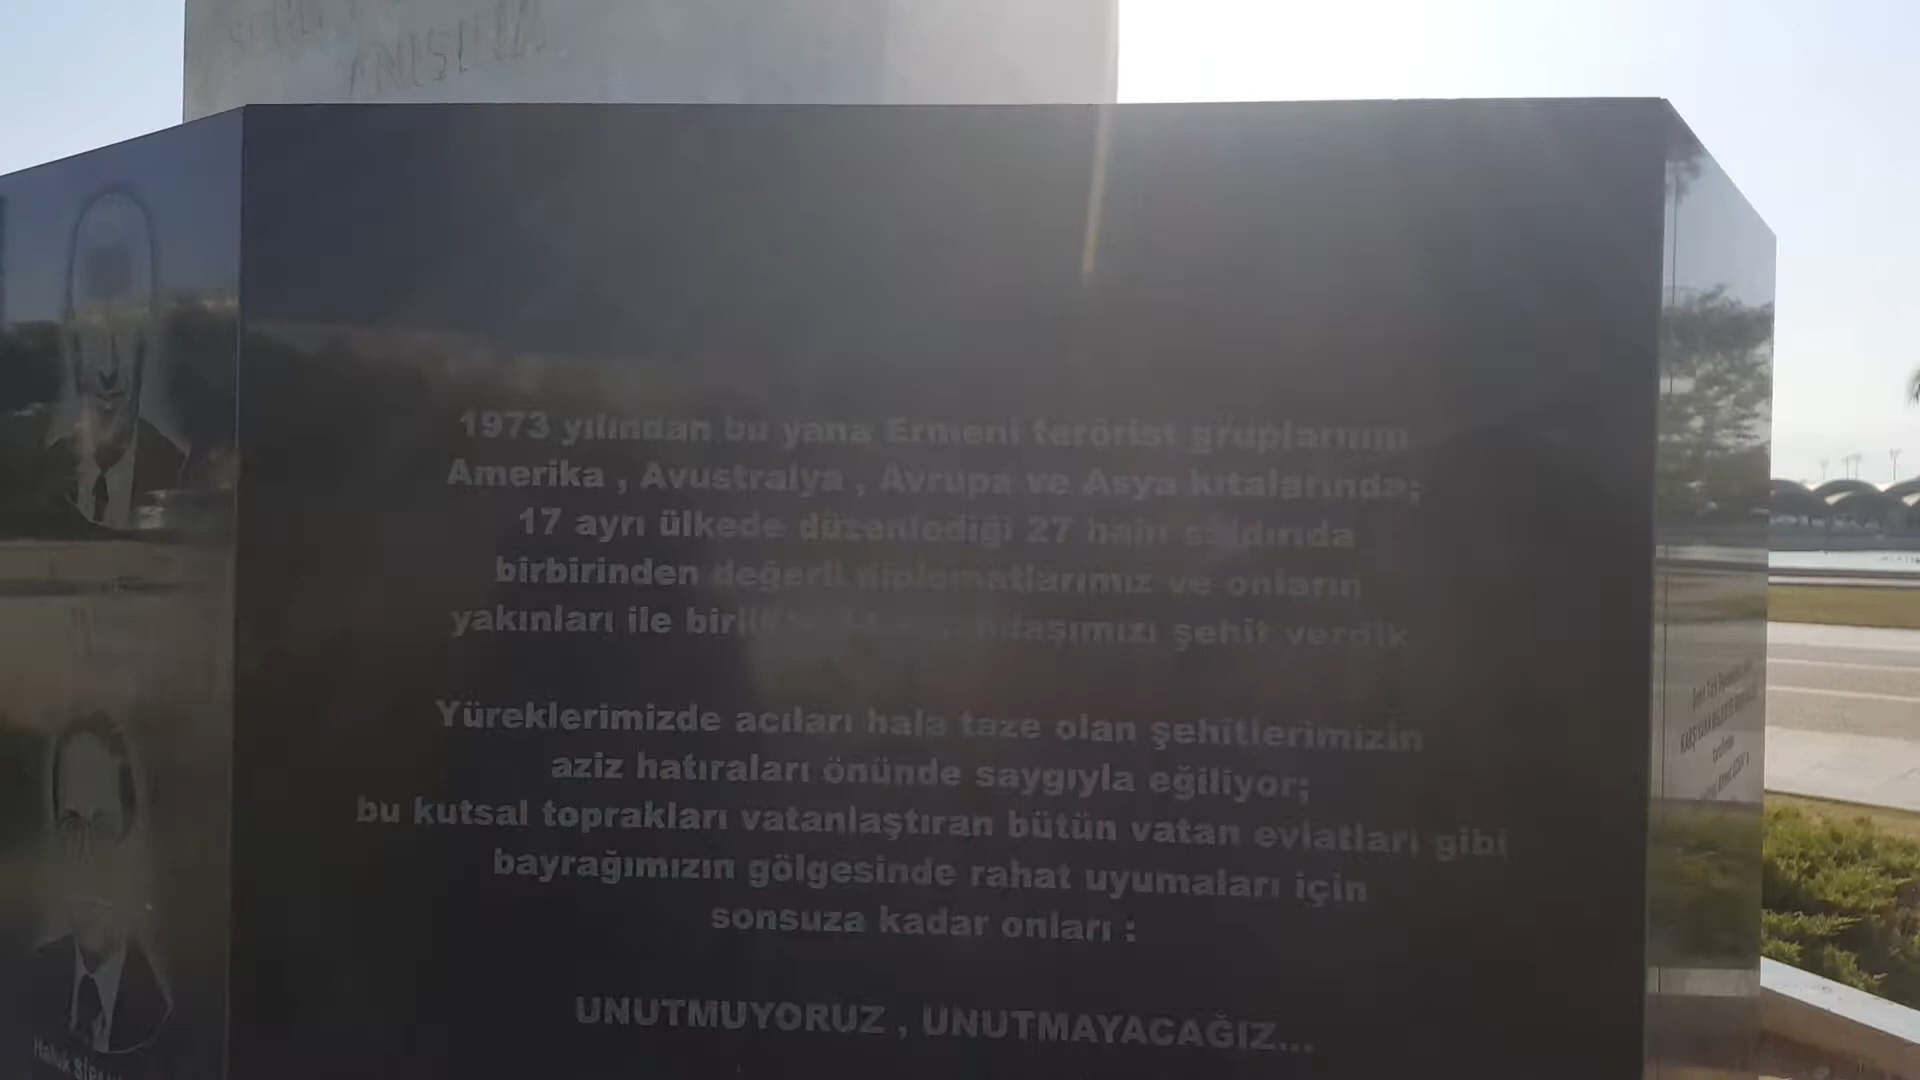 ANISINA
1973 yılından bu yana Ermeni terörist gruplarının
Amerika , Avustralya , Avrupa ve Asya kıtalarında;
17 ayrı ülkede düzenlediği 27 hain saldırıda
birbirinden değerli diplomatlarımız ve onların
yakınları ile şehit verdik
Yüreklerimizde acıları hala taze olan şehitlerimizin
aziz hatıraları önünde saygıyla eğiliyor;
bu kutsal toprakları vatanlaştıran bütün vatan evlatları gibi
bayrağımızın gölgesinde rahat uyumaları için
sonsuza kadar onları :
UNUTMUYORUZ , UNUTMAYACAĞIZ...
Haluk